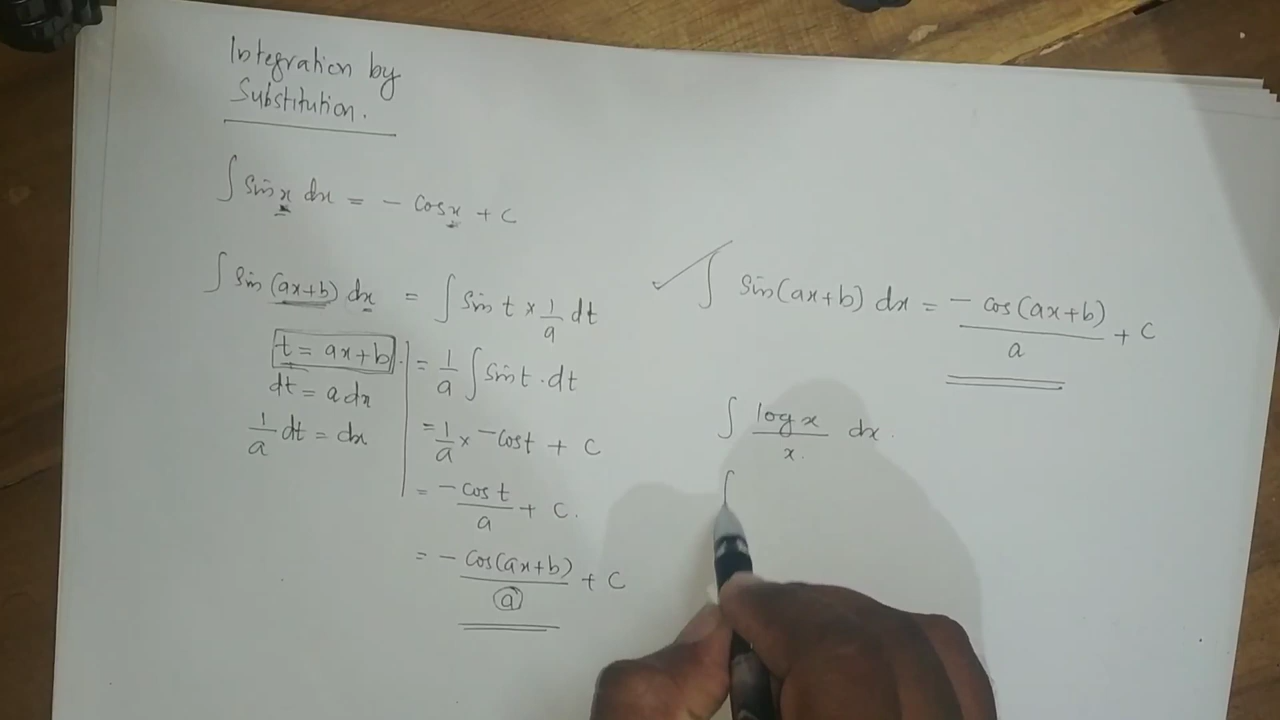 Integration by
Substitution.
∫ sin x dx = - cos x + c
∫ sin (ax+b) dx = ∫ sin t × 1/a dt
t = ax+b
dt = a dx
1/a dt = dx
= 1/a ∫ sin t . dt
= 1/a × -cos t + c
= -cos t/a + c.
= - cos(ax+b)/a + c
∫ sin(ax+b) dx = - cos(ax+b)/a + c
∫ log x/x. dx.
∫